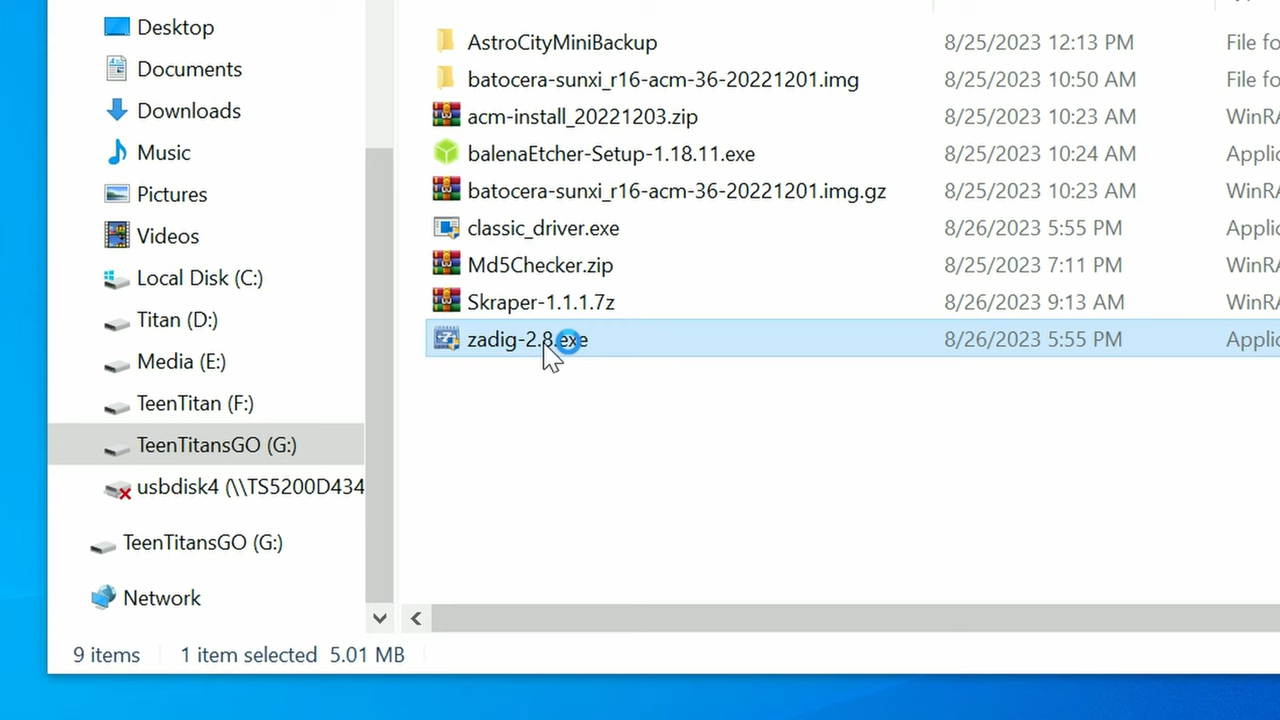 Desktop
Documents
Downloads
Music
Pictures
Videos
Local Disk (C:)
Titan (D:)
Media (E:)
TeenTitan (F:)
TeenTitansGO (G:)
usbdisk4 (\\TS5200D434
TeenTitansGO (G:)
Network
AstroCityMiniBackup 8/25/2023 12:13 PM File fo
batocera-sunxi_r16-acm-36-20221201.img 8/25/2023 10:50 AM File fo
acm-install_20221203.zip 8/25/2023 10:23 AM WinRA
balenaEtcher-Setup-1.18.11.exe 8/25/2023 10:24 AM Applic
batocera-sunxi_r16-acm-36-20221201.img.gz 8/25/2023 10:23 AM WinRA
classic_driver.exe 8/26/2023 5:55 PM Applic
Md5Checker.zip 8/25/2023 7:11 PM WinRA
Skraper-1.1.1.7z 8/26/2023 9:13 AM WinRA
zadig-2.8.exe 8/26/2023 5:55 PM Applic
9 items 1 item selected 5.01 MB